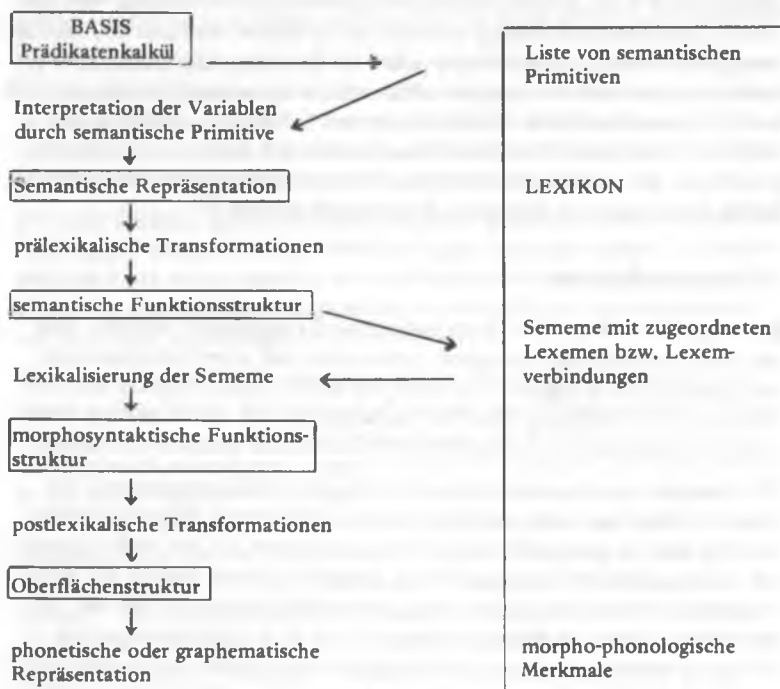 BASIS
Prädikatenkalkül
Liste von semantischen
Primitiven
Interpretation der Variablen
durch semantische Primitive
Semantische Repräsentation
LEXIKON
prälexikalische Transformationen
semantische Funktionsstruktur
Sememe mit zugeordneten
Lexemen bzw. Lexem-
verbindungen
Lexikalisierung der Sememe
morphosyntaktische Funktions-
struktur
postlexikalische Transformationen
Oberflächenstruktur
phonetische oder graphematische
Repräsentation
morpho-phonologische
Merkmale